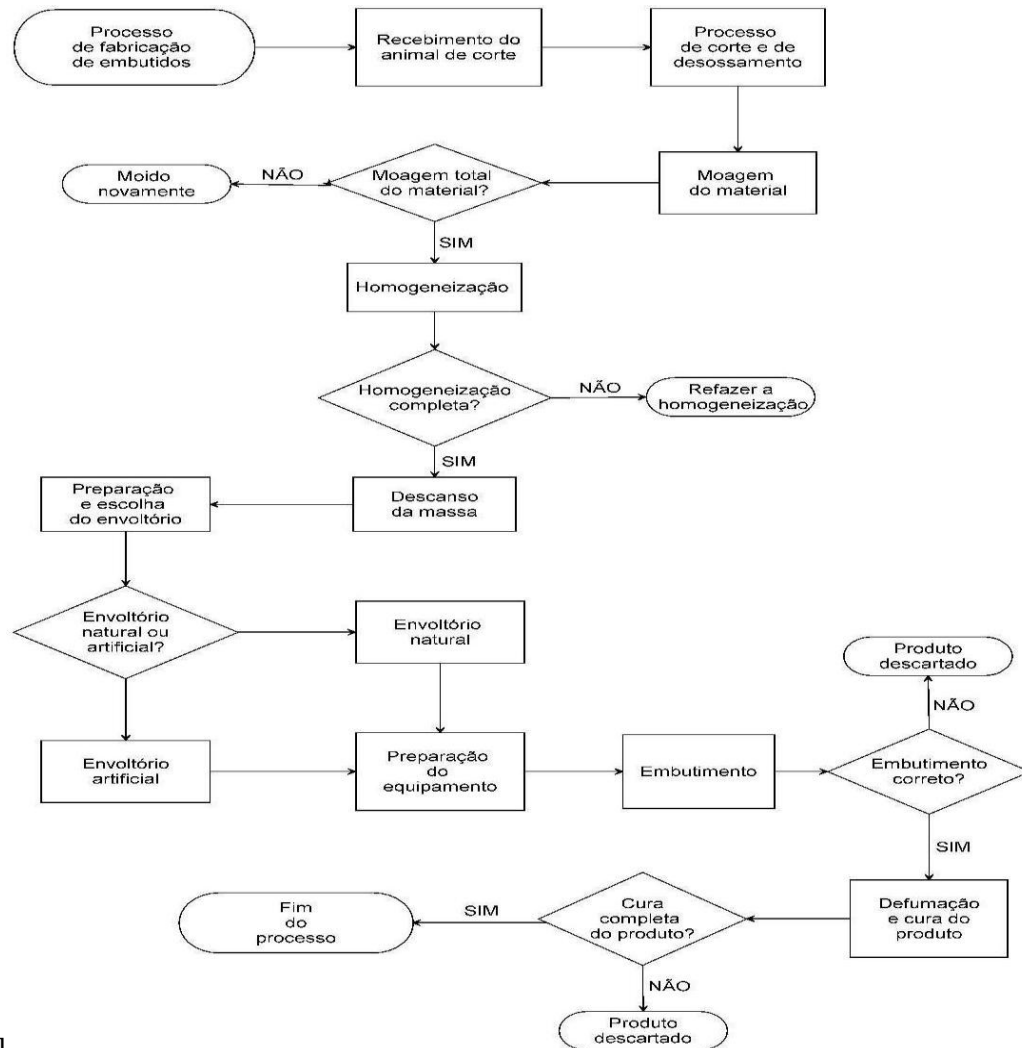 Processo
de fabricação
de embutidos
Recebimento do
animal de corte
Processo
de corte e de
desossamento
Moagem
do material
Moagem total
do material?
NÃO
Moido
novamente
SIM
Homogeneização
Homogeneização
completa?
NÃO
Refazer a
homogeneização
SIM
Descanso
da massa
Preparação
e escolha
do envoltório
Envoltório
natural ou
artificial?
Envoltório
natural
Envoltório
artificial
Preparação
do
equipamento
Embutimento
Embutimento
correto?
NÃO
Produto
descartado
SIM
Defumação
e cura do
produto
Cura
completa
do produto?
SIM
Fim
do
processo
NÃO
Produto
descartado